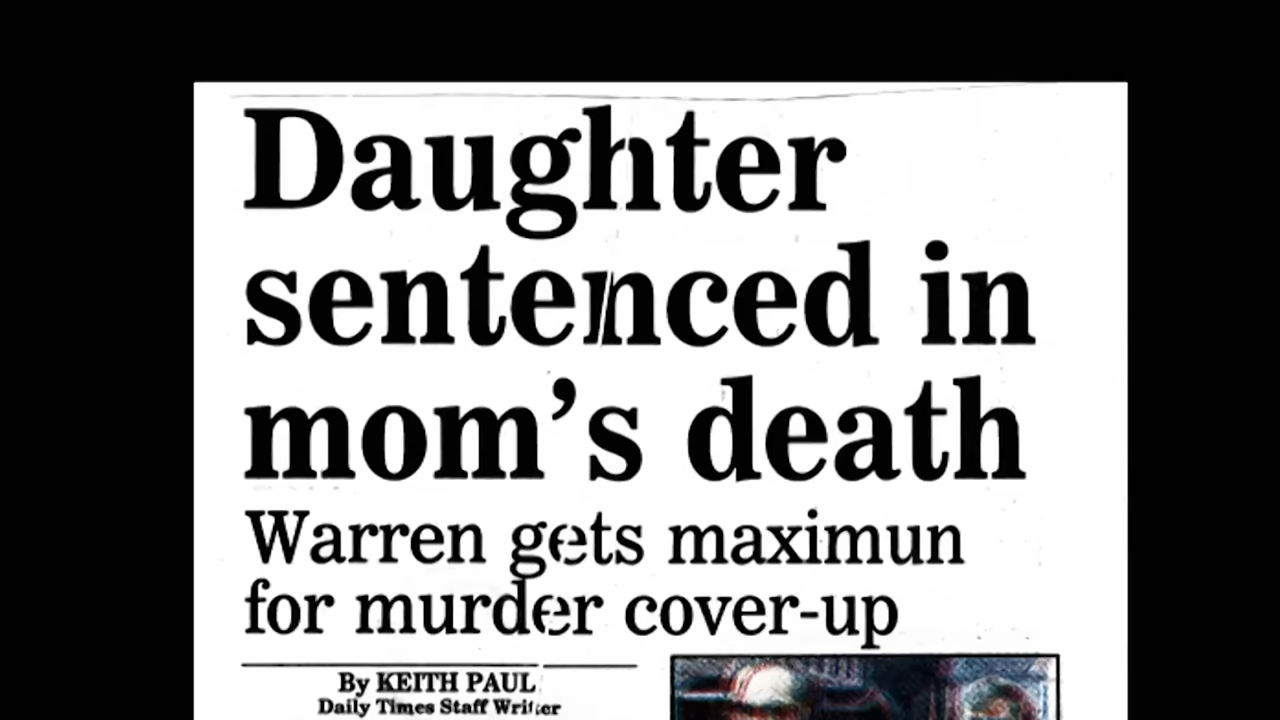 Daughter
sentenced in
mom's death
Warren gets maximun
for murder cover-up
By KEITH PAUL
Daily Times Staff Writer